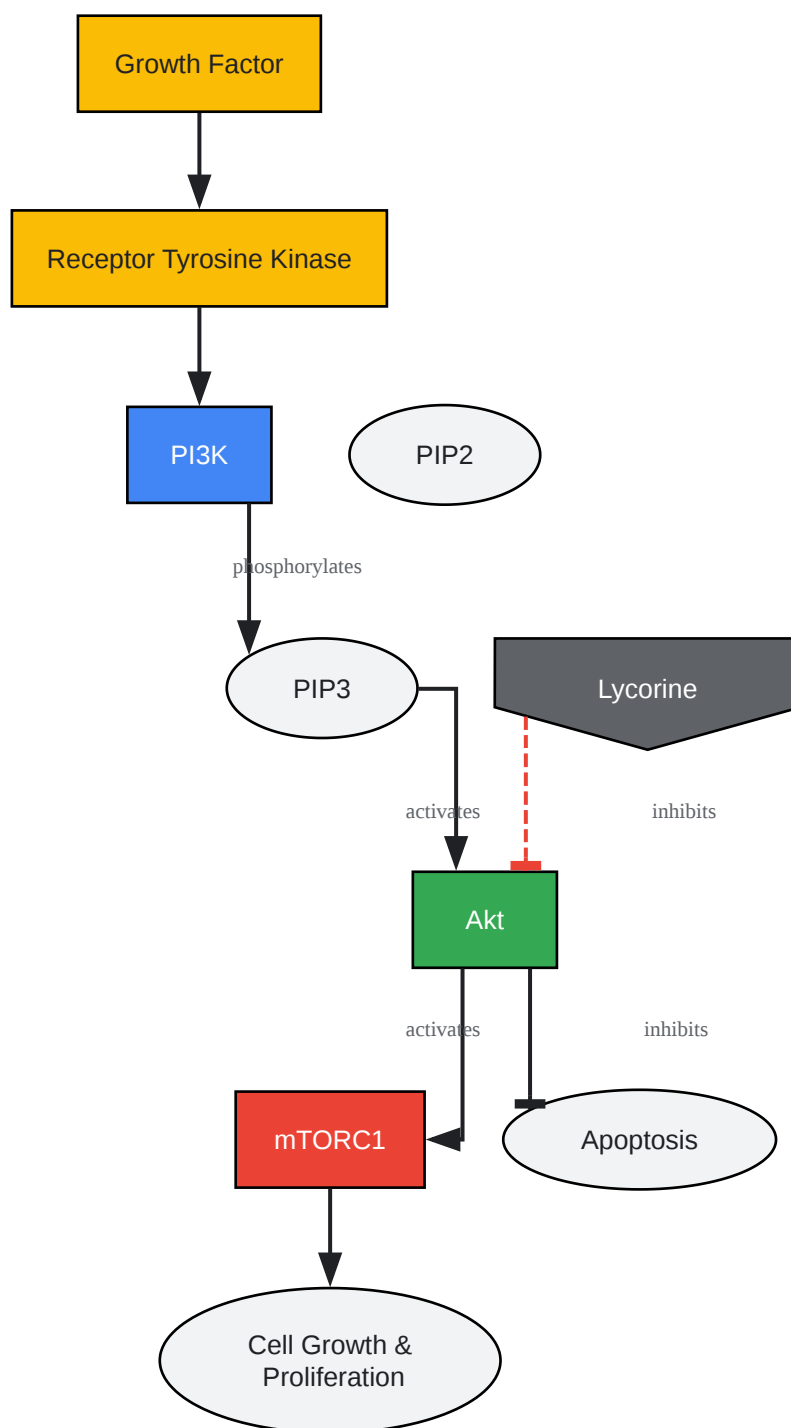 Growth Factor
Receptor Tyrosine Kinase
PI3K
PIP2
phosphorylates
PIP3
Lycorine
activates
inhibits
Akt
activates
inhibits
mTORC1
Apoptosis
Cell Growth &
Proliferation